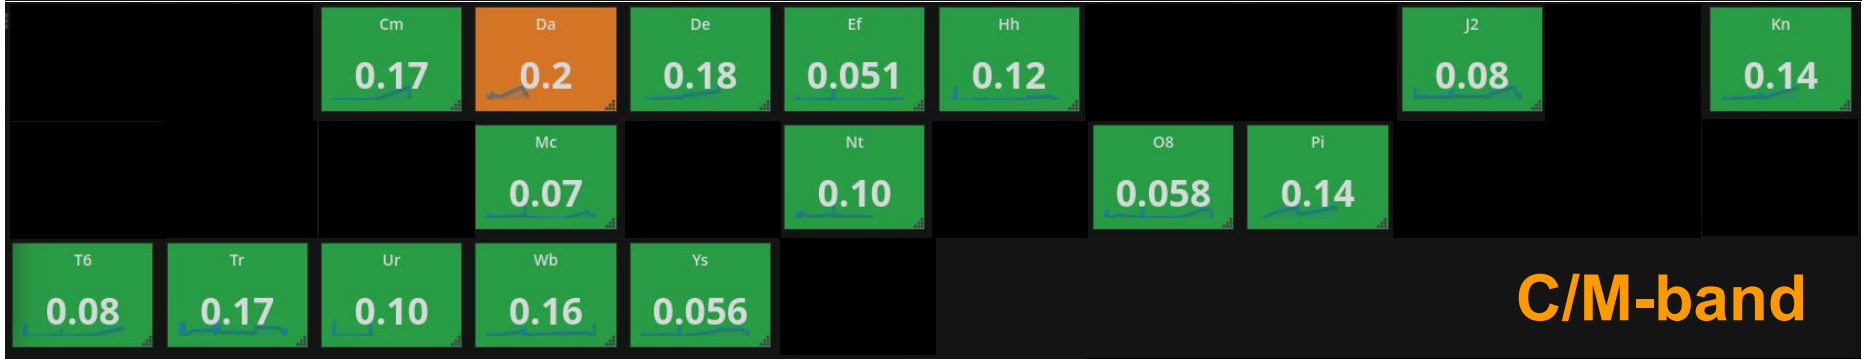 Cm Da De Ef Hh J2 Kn
0.17 0.2 0.18 0.051 0.12 0.08 0.14
Mc Nt O8 Pi
0.07 0.10 0.058 0.14
T6 Tr Ur Wb Ys
0.08 0.17 0.10 0.16 0.056
C/M-band